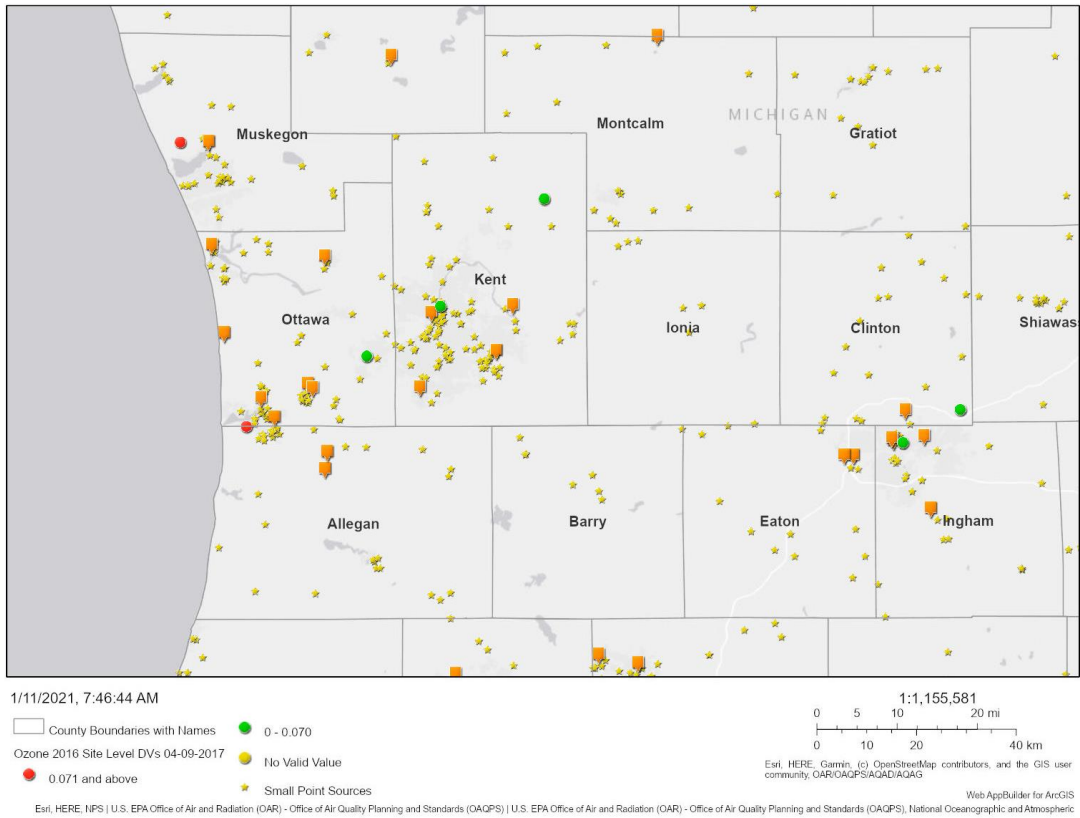 MICHIGAN
Montcalm
Muskegon
Gratiot
Kent
Ottawa
Ionia
Clinton
Shiawas
Allegan
Barry
Eaton
Ingham
1/11/2021, 7:46:44 AM
County Boundaries with Names
Ozone 2016 Site Level DVs 04-09-2017
0.071 and above
0 - 0.070
No Valid Value
Small Point Sources
1:1,155,581
0 5 10 20 mi
0 10 20 40 km
Esri, HERE, Garmin, (c) OpenStreetMap contributors, and the GIS user
community, OAR/OAQPS/AQAD/AQAG
Web AppBuilder for ArcGIS
Esri, HERE, NPS | U.S. EPA Office of Air and Radiation (OAR) - Office of Air Quality Planning and Standards (OAQPS) | U.S. EPA Office of Air and Radiation (OAR) - Office of Air Quality Planning and Standards (OAQPS), National Oceanographic and Atmospheric